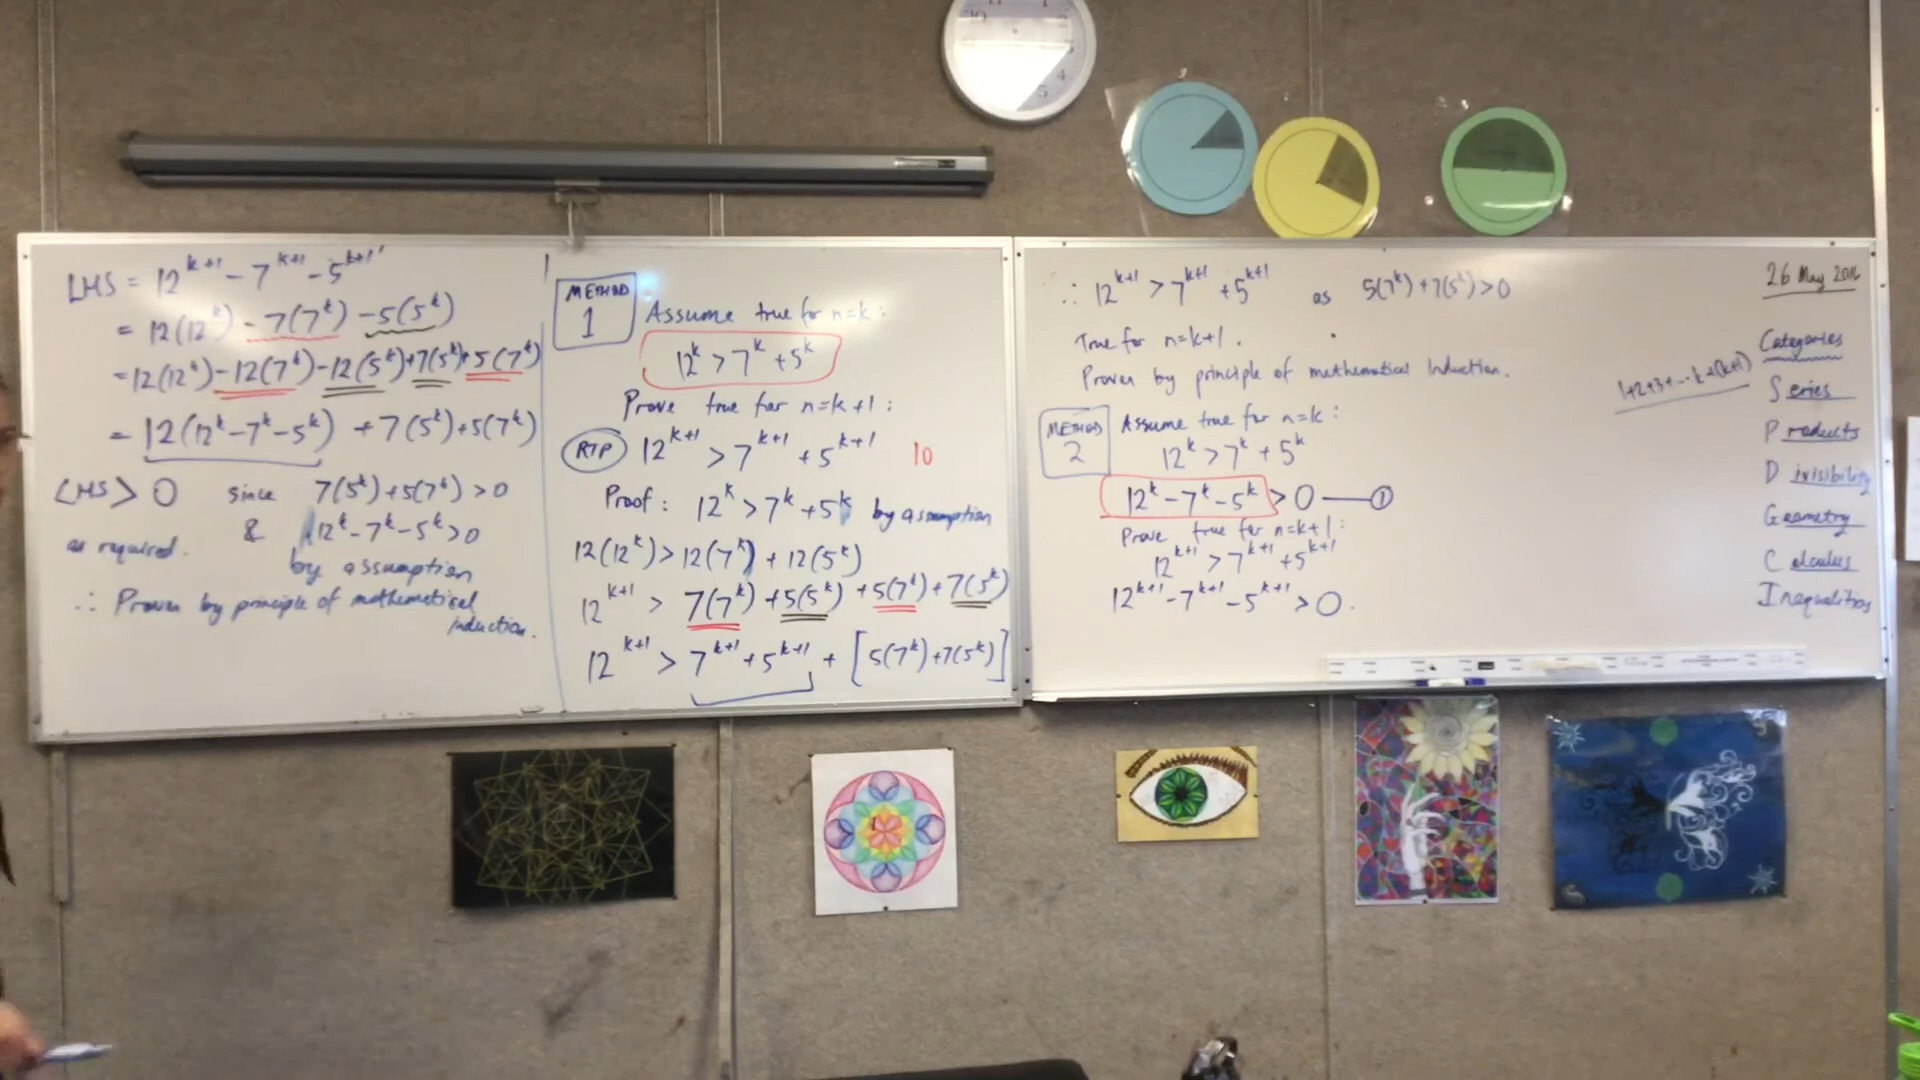 LHS = 12^{k+1} - 7^{k+1} - 5^{k+1}
= 12(12^k) - 7(7^k) - 5(5^k)
= 12(12^k) - 12(7^k) - 12(5^k) + 7(5^k) + 5(7^k)
= 12(12^k - 7^k - 5^k) + 7(5^k) + 5(7^k)
LHS > 0 since 7(5^k) + 5(7^k) > 0
as required. & 12^k - 7^k - 5^k > 0
by assumption
∴ Proven by principle of mathematical
induction.
METHOD
1
Assume true for n=k:
12^k > 7^k + 5^k
Prove true for n=k+1:
RTP 12^{k+1} > 7^{k+1} + 5^{k+1} 10
Proof: 12^k > 7^k + 5^k by assumption
12(12^k) > 12(7^k) + 12(5^k)
12^{k+1} > 7(7^k) + 5(5^k) + 5(7^k) + 7(5^k)
12^{k+1} > 7^{k+1} + 5^{k+1} + [5(7^k) + 7(5^k)]
∴ 12^{k+1} > 7^{k+1} + 5^{k+1} as 5(7^k) + 7(5^k) > 0
True for n=k+1.
Proven by principle of mathematical induction.
METHOD
2
Assume true for n=k:
12^k > 7^k + 5^k
12^k - 7^k - 5^k > 0 — ①
Prove true for n=k+1:
12^{k+1} > 7^{k+1} + 5^{k+1}
12^{k+1} - 7^{k+1} - 5^{k+1} > 0.
1+2+3+...k+(k+1)
26 May
Categories
Series
Products
Divisibility
Geometry
Calculus
Inequalities